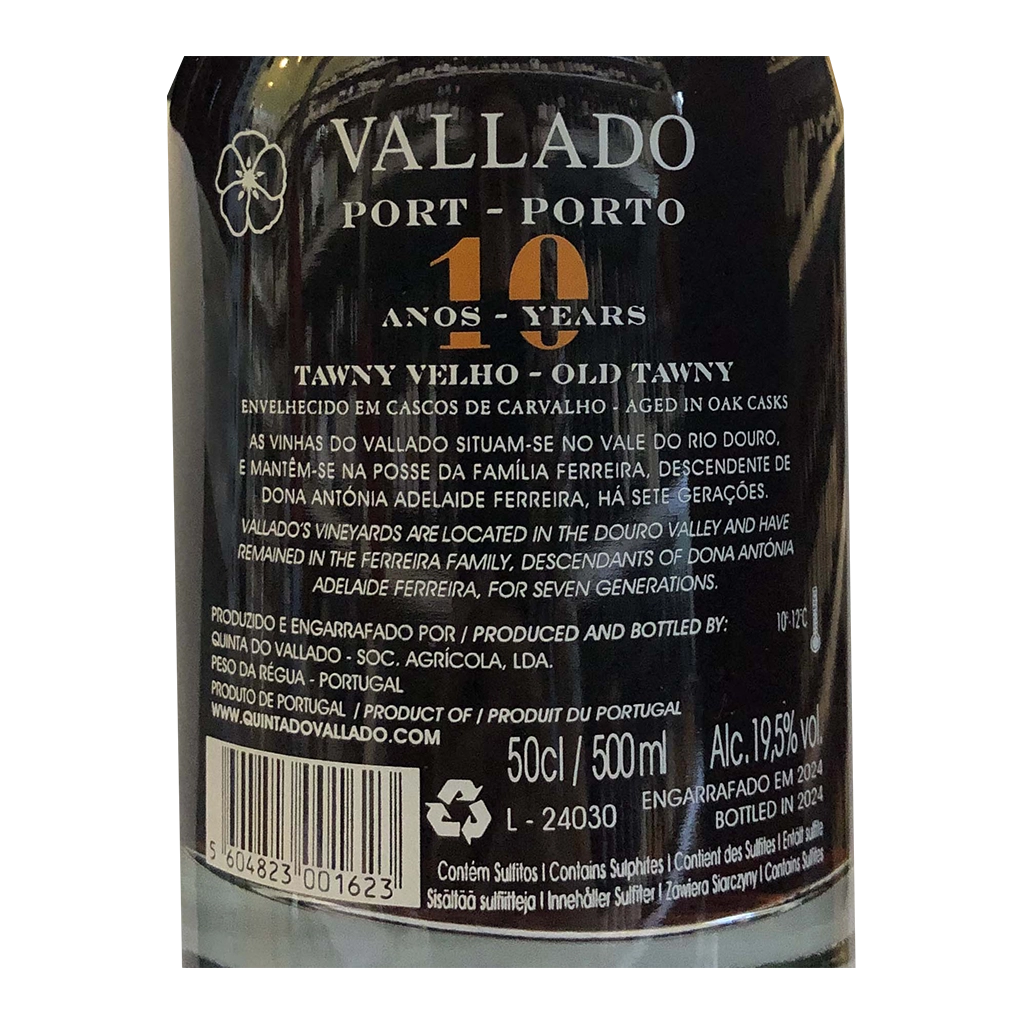 VALLADO
PORT - PORTO
10
ANOS - YEARS
TAWNY VELHO - OLD TAWNY
ENVELHECIDO EM CASCOS DE CARVALHO - AGED IN OAK CASKS
AS VINHAS DO VALLADO SITUAM-SE NO VALE DO RIO DOURO,
E MANTÊM-SE NA POSSE DA FAMÍLIA FERREIRA, DESCENDENTE DE
DONA ANTÓNIA ADELAIDE FERREIRA, HÁ SETE GERAÇÕES.
VALLADO'S VINEYARDS ARE LOCATED IN THE DOURO VALLEY AND HAVE
REMAINED IN THE FERREIRA FAMILY, DESCENDANTS OF DONA ANTÓNIA
ADELAIDE FERREIRA, FOR SEVEN GENERATIONS.
PRODUZIDO E ENGARRAFADO POR / PRODUCED AND BOTTLED BY:
QUINTA DO VALLADO - SOC. AGRÍCOLA, LDA.
PESO DA RÉGUA - PORTUGAL
PRODUTO DE PORTUGAL / PRODUCT OF / PRODUIT DU PORTUGAL
WWW.QUINTADOVALLADO.COM
10º-12ºC
50cl / 500ml Alc. 19,5% vol.
ENGARRAFADO EM 2024
BOTTLED IN 2024
L - 24030
5 604823 001623
Contém Sulfitos | Contains Sulphites | Contient des Sulfites | Entält sulfite
Sisältää sulfiitteja | Innehåller Sulfiter | Zawiera Siarczyny | Contains Sulfites